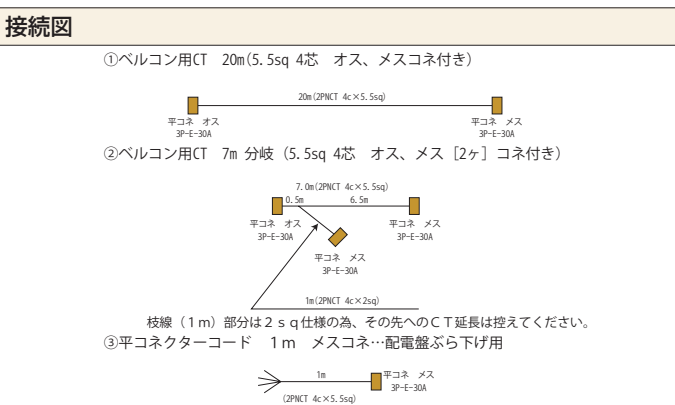 接続図
①ベルコン用CT　20m(5.5sq 4芯　オス、メスコネ付き)
20m(2PNCT 4c×5.5sq)
平コネ　オス
3P-E-30A
平コネ　メス
3P-E-30A
②ベルコン用CT　7m 分岐（5.5sq 4芯　オス、メス［2ヶ］コネ付き）
7.0m(2PNCT 4c×5.5sq)
0.5m
6.5m
平コネ　オス
3P-E-30A
平コネ　メス
3P-E-30A
平コネ　メス
3P-E-30A
1m(2PNCT 4c×2sq)
枝線（１m）部分は２ｓｑ仕様の為、その先へのＣＴ延長は控えてください。
③平コネクターコード　１ｍ　メスコネ…配電盤ぶら下げ用
1m
平コネ　メス
3P-E-30A
(2PNCT 4c×5.5sq)